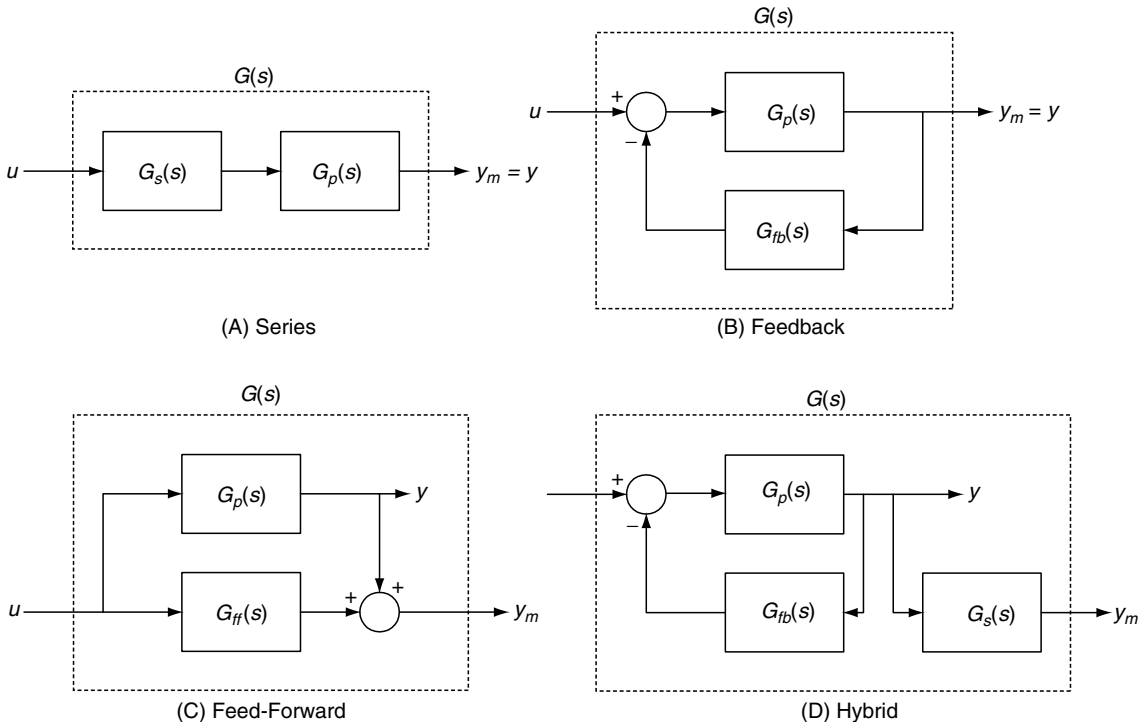 G(s)
u
G_s(s)
G_p(s)
y_m = y
(A) Series
G(s)
u
+
−
G_p(s)
G_fb(s)
y_m = y
(B) Feedback
G(s)
u
G_p(s)
y
G_ff(s)
+
+
y_m
(C) Feed-Forward
G(s)
+
−
G_p(s)
y
G_fb(s)
G_s(s)
y_m
(D) Hybrid